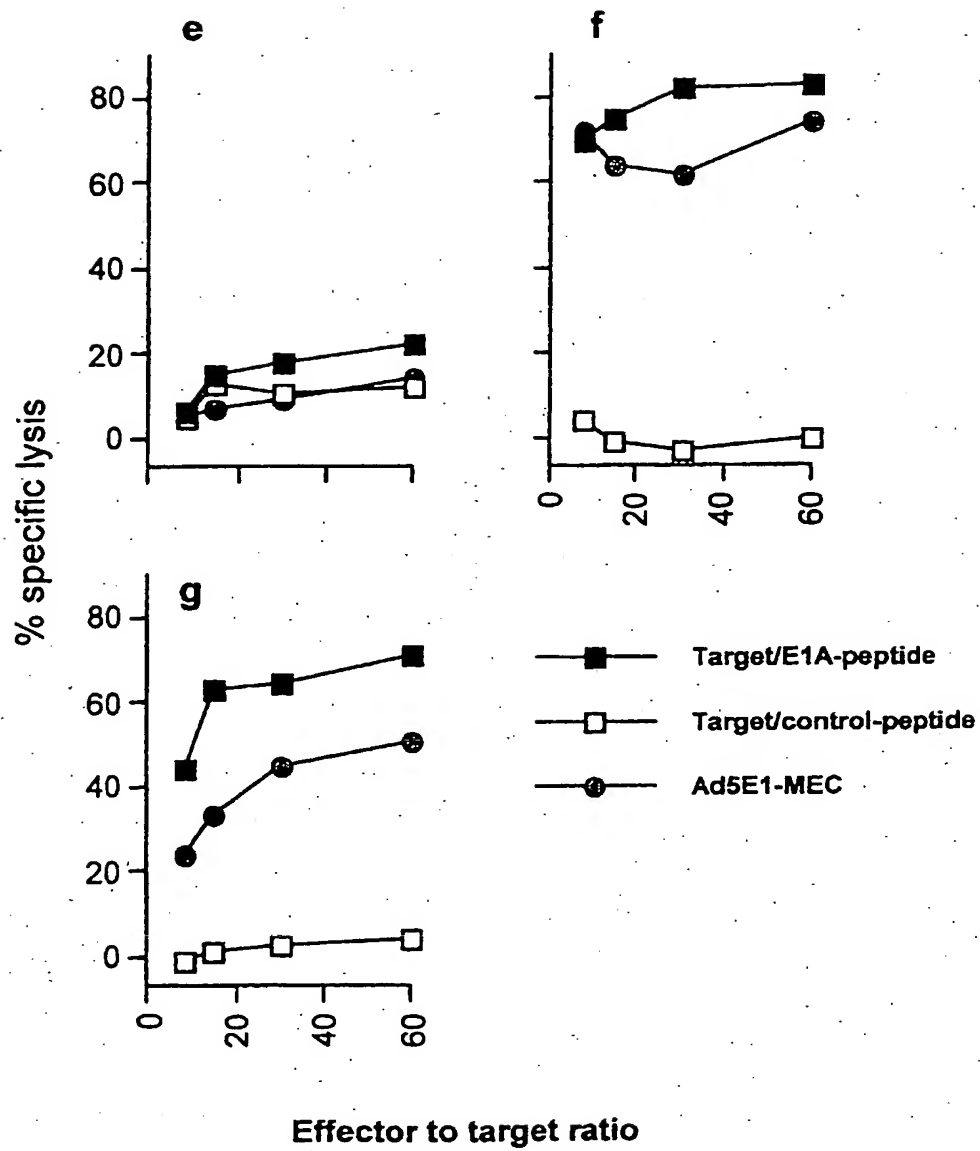 e
f
% specific lysis
80
60
40
20
0
0
20
40
60
g
80
60
40
20
0
0
20
40
60
Target/E1A-peptide
Target/control-peptide
Ad5E1-MEC
Effector to target ratio